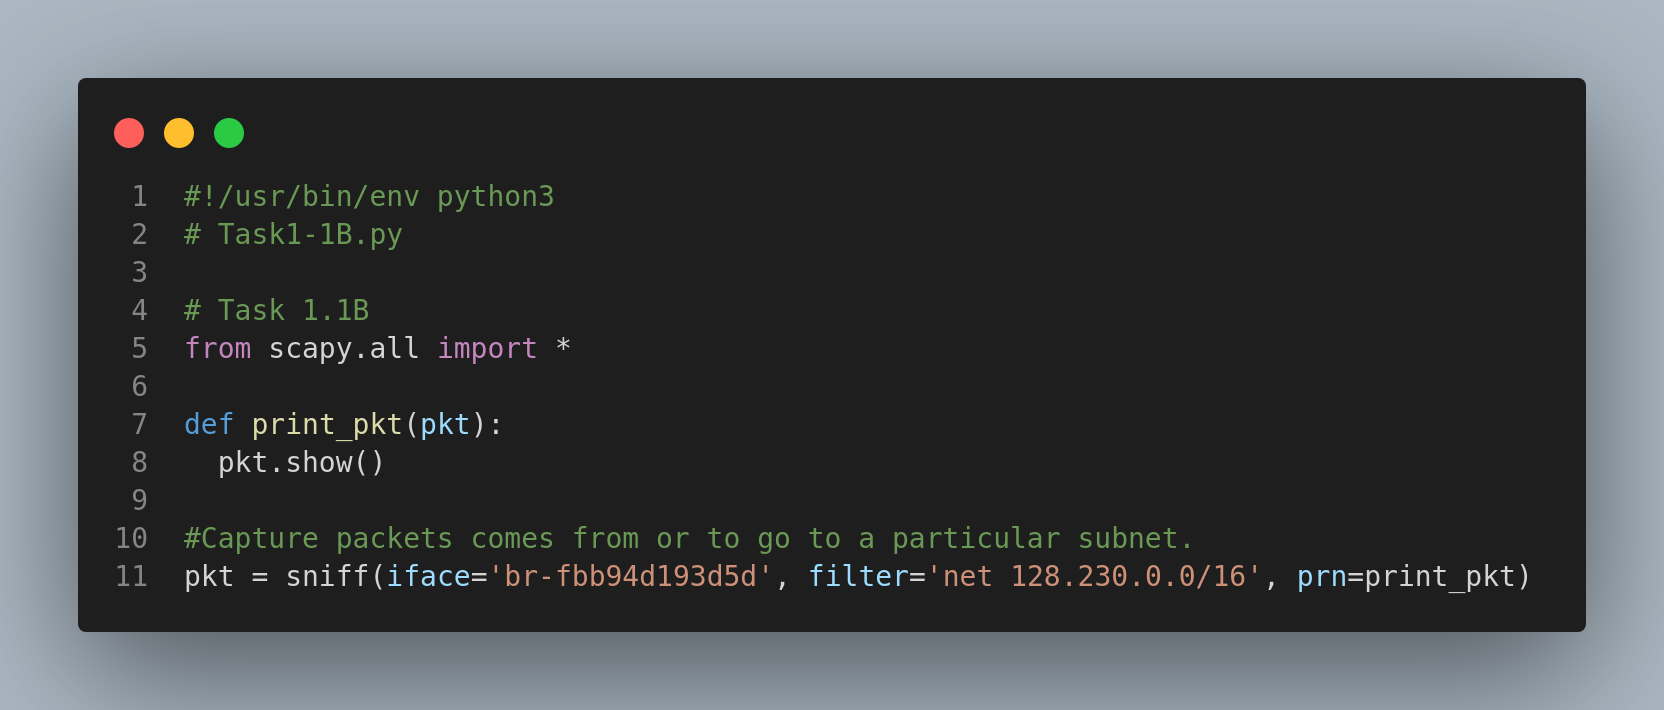 1 #!/usr/bin/env python3
2 # Task1-1B.py
3
4 # Task 1.1B
5 from scapy.all import *
6
7 def print_pkt(pkt):
8   pkt.show()
9
10 #Capture packets comes from or to go to a particular subnet.
11 pkt = sniff(iface='br-fbb94d193d5d', filter='net 128.230.0.0/16', prn=print_pkt)